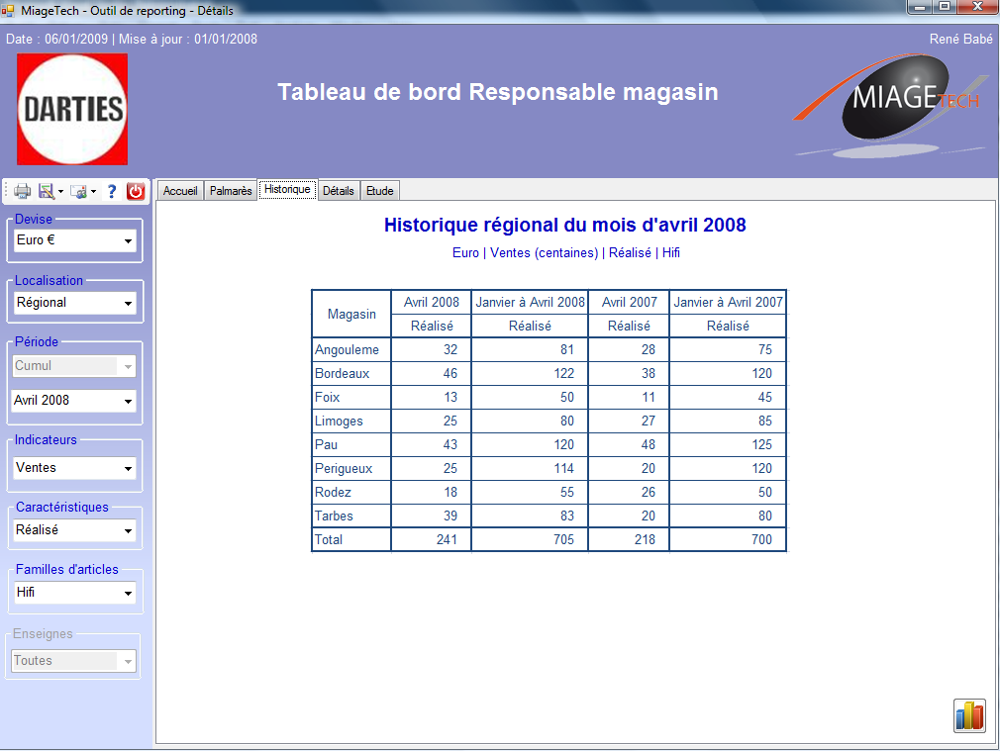 MiageTech - Outil de reporting - Détails
Date : 06/01/2009 | Mise à jour : 01/01/2008
René Babé
DARTIES
Tableau de bord Responsable magasin
MIAGETECH
?
Accueil Palmarès Historique Détails Etude
Devise
Euro €
Localisation
Régional
Période
Cumul
Avril 2008
Indicateurs
Ventes
Caractéristiques
Réalisé
Familles d'articles
Hifi
Enseignes
Toutes
Historique régional du mois d'avril 2008
Euro | Ventes (centaines) | Réalisé | Hifi
Magasin Avril 2008 Janvier à Avril 2008 Avril 2007 Janvier à Avril 2007
Réalisé Réalisé Réalisé Réalisé
Angouleme 32 81 28 75
Bordeaux 46 122 38 120
Foix 13 50 11 45
Limoges 25 80 27 85
Pau 43 120 48 125
Perigueux 25 114 20 120
Rodez 18 55 26 50
Tarbes 39 83 20 80
Total 241 705 218 700